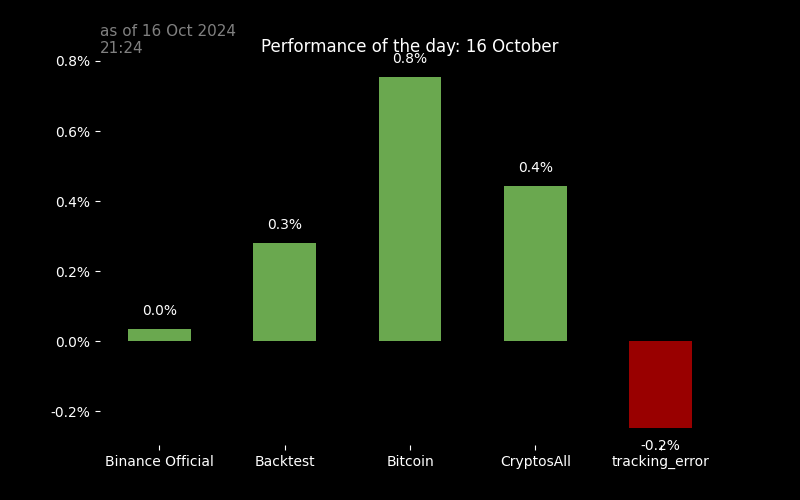 as of 16 Oct 2024
21:24
Performance of the day: 16 October
0.8%
0.8%
0.6%
0.4%
0.4%
0.3%
0.2%
0.0%
0.0%
-0.2%
-0.2%
Binance Official
Backtest
Bitcoin
CryptosAll
tracking_error